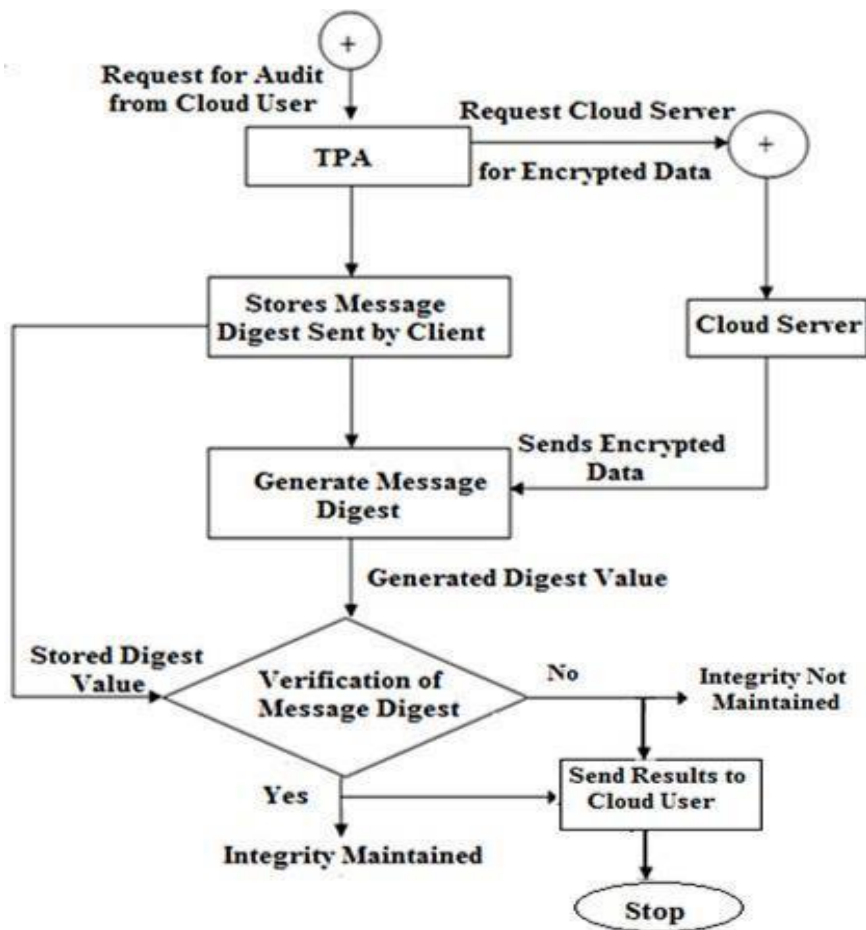 +
Request for Audit
from Cloud User
Request Cloud Server
+
TPA
for Encrypted Data
Stores Message
Digest Sent by Client
Cloud Server
Sends Encrypted
Data
Generate Message
Digest
Generated Digest Value
Stored Digest
Value
Verification of
Message Digest
No
Integrity Not
Maintained
Send Results to
Cloud User
Yes
Integrity Maintained
Stop